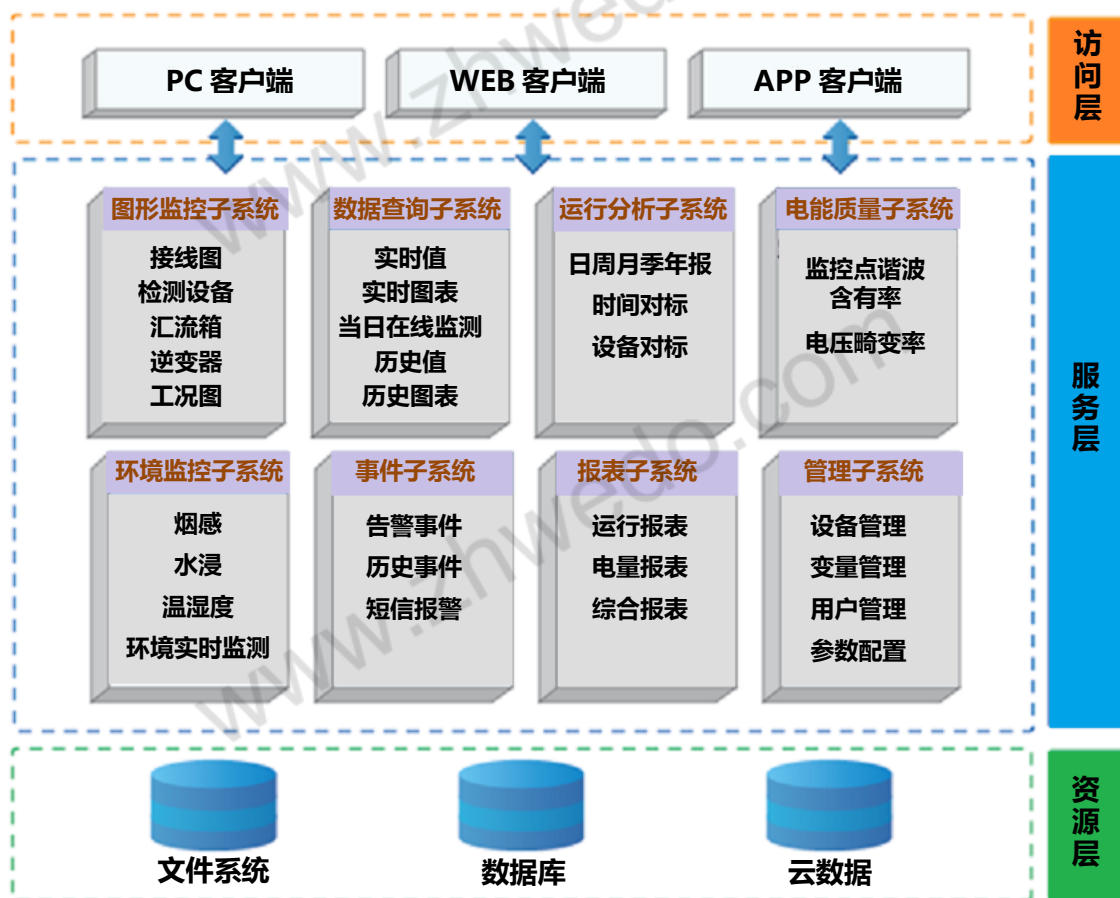 PC 客户端
WEB 客户端
APP 客户端
访问层
图形监控子系统
接线图
检测设备
汇流箱
逆变器
工况图
数据查询子系统
实时值
实时图表
当日在线监测
历史值
历史图表
运行分析子系统
日周月季年报
时间对标
设备对标
电能质量子系统
监控点谐波
含有率
电压畸变率
环境监控子系统
烟感
水浸
温湿度
环境实时监测
事件子系统
告警事件
历史事件
短信报警
报表子系统
运行报表
电量报表
综合报表
管理子系统
设备管理
变量管理
用户管理
参数配置
服务层
文件系统
数据库
云数据
资源层
www.zhwedo.com
www.zhwedo